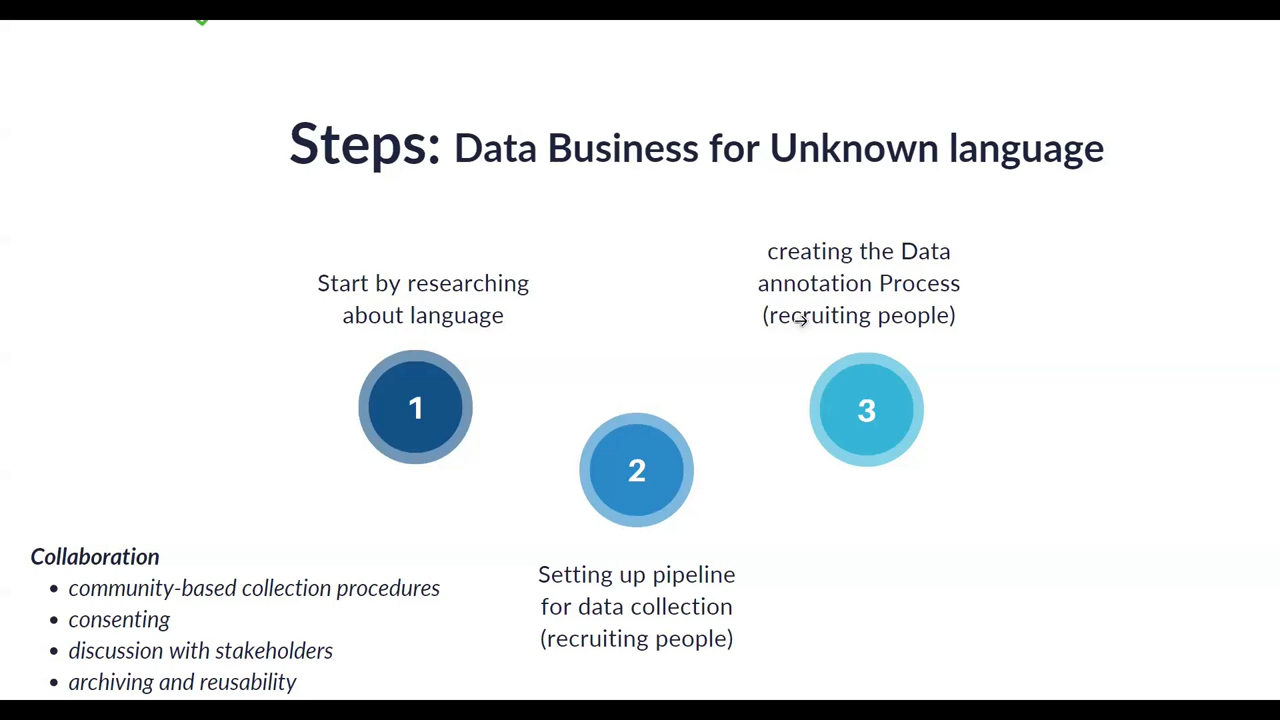 Steps: Data Business for Unknown language
Start by researching
about language
1
2
Setting up pipeline
for data collection
(recruiting people)
creating the Data
annotation Process
(recruiting people)
3
Collaboration
• community-based collection procedures
• consenting
• discussion with stakeholders
• archiving and reusability